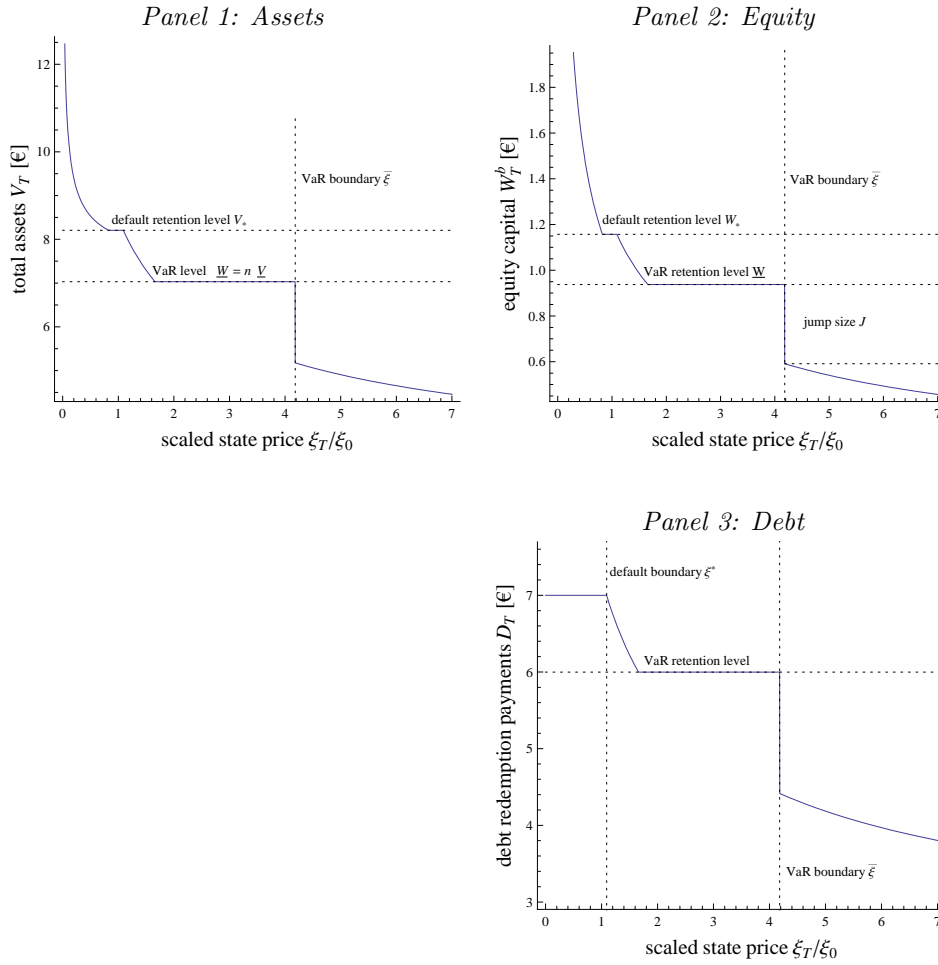 Panel 1: Assets
total assets V_T [€]
12
10
8
6
VaR boundary ξ̅
default retention level V_*
VaR level W̲ = n V̲
0 1 2 3 4 5 6 7
scaled state price ξ_T/ξ_0
Panel 2: Equity
equity capital W_T^b [€]
1.8
1.6
1.4
1.2
1.0
0.8
0.6
VaR boundary ξ̅
default retention level W_*
VaR retention level W̲
jump size J
0 1 2 3 4 5 6 7
scaled state price ξ_T/ξ_0
Panel 3: Debt
debt redemption payments D_T [€]
7
6
5
4
3
default boundary ξ*
VaR retention level
VaR boundary ξ̅
0 1 2 3 4 5 6 7
scaled state price ξ_T/ξ_0